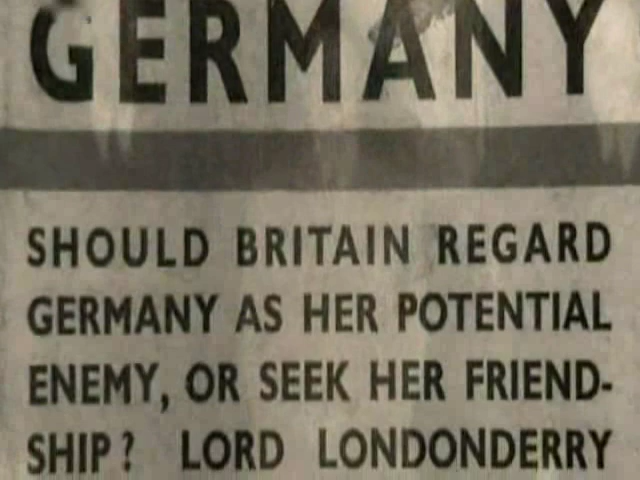 GERMANY
SHOULD BRITAIN REGARD
GERMANY AS HER POTENTIAL
ENEMY, OR SEEK HER FRIEND-
SHIP? LORD LONDONDERRY